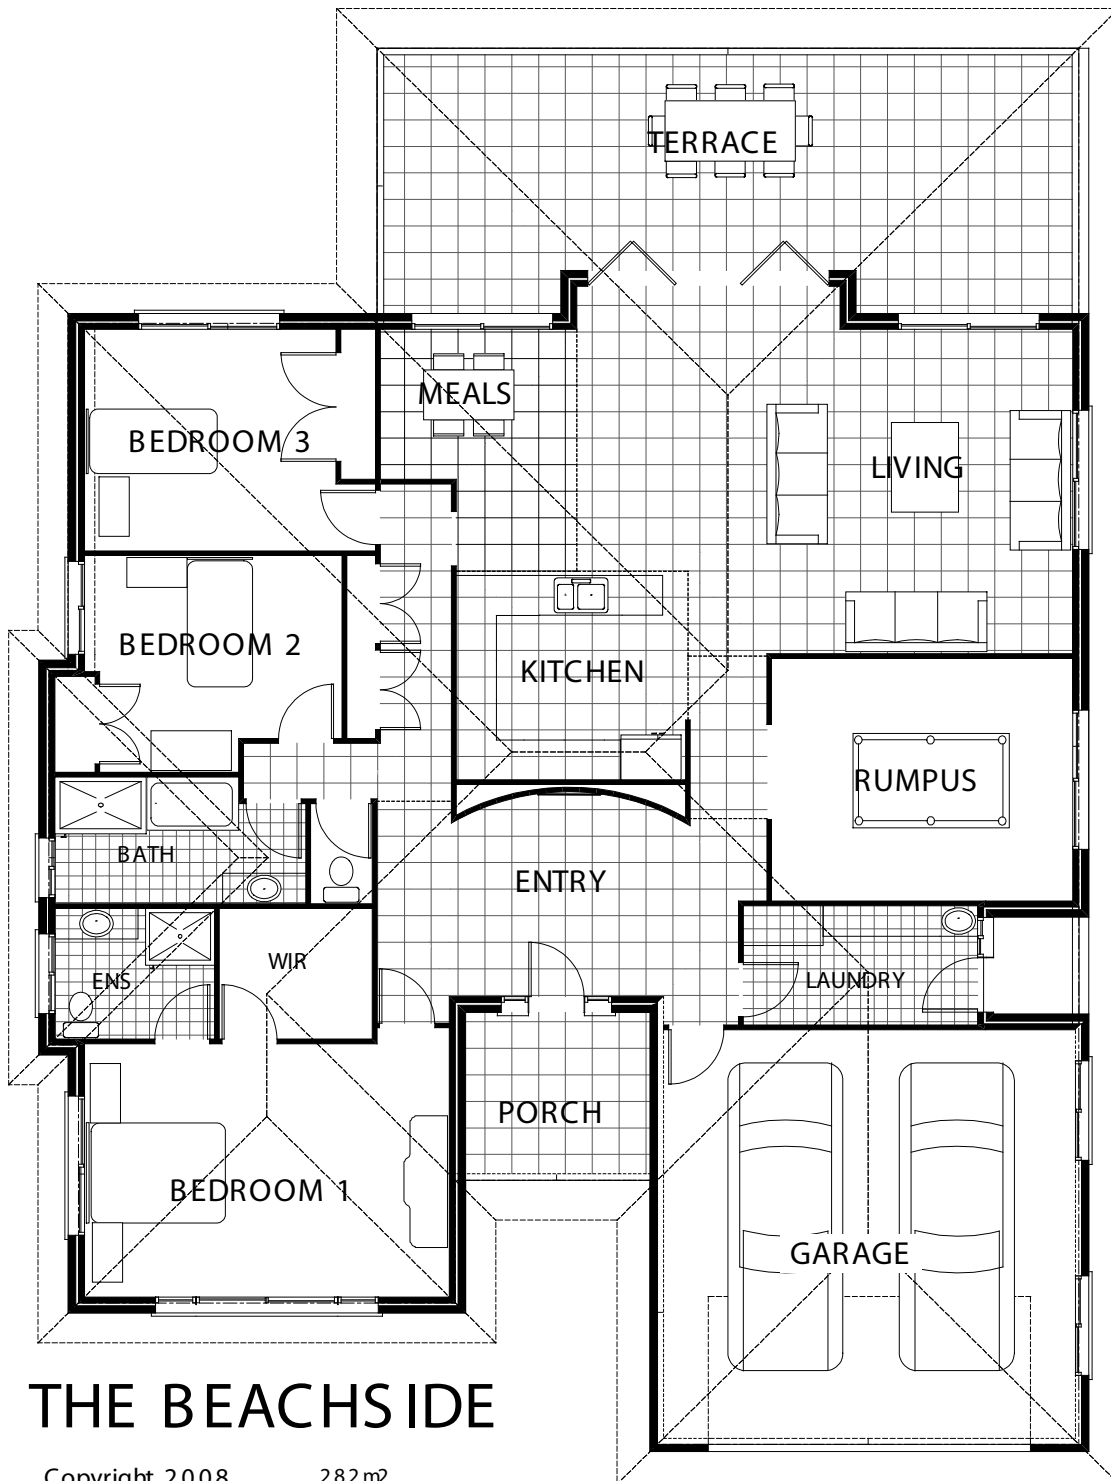 TERRACE
MEALS
BEDROOM 3
LIVING
BEDROOM 2
KITCHEN
RUMPUS
BATH
ENTRY
WIR
ENS
LAUNDRY
PORCH
BEDROOM 1
GARAGE
THE BEACHSIDE
Copyright 2008 282m2